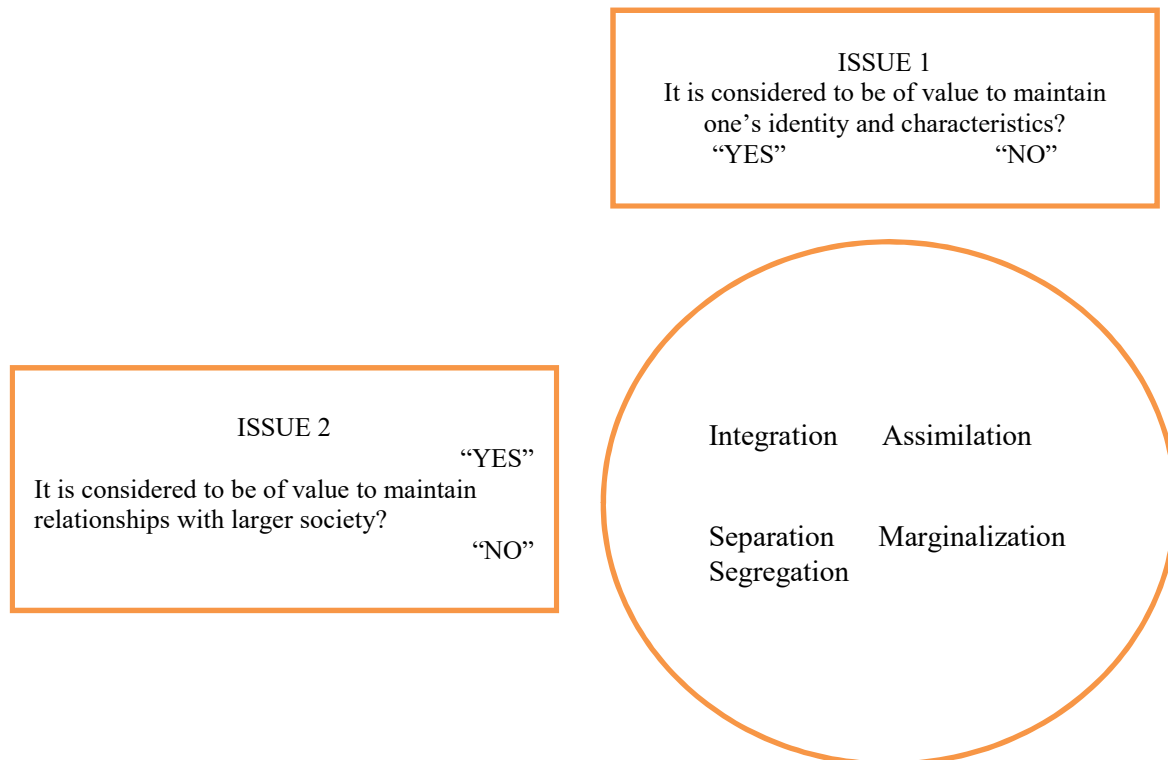 ISSUE 1
It is considered to be of value to maintain
one’s identity and characteristics?
“YES” “NO”
ISSUE 2
“YES”
It is considered to be of value to maintain
relationships with larger society?
“NO”
Integration Assimilation
Separation Marginalization
Segregation